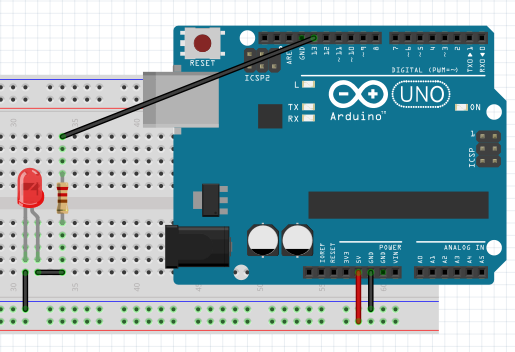 AREF
GND
13
12
~11
~10
~9
8
7
~6
~5
4
~3
2
TX0▶1
RX0◀0
RESET
ICSP2
DIGITAL (PWM=~)
L
TX
RX
UNO
ON
Arduino™
1
ICSP
30
35
40
POWER
ANALOG IN
IOREF
RESET
3V3
5V
GND
GND
VIN
A0
A1
A2
A3
A4
A5
30
35
40